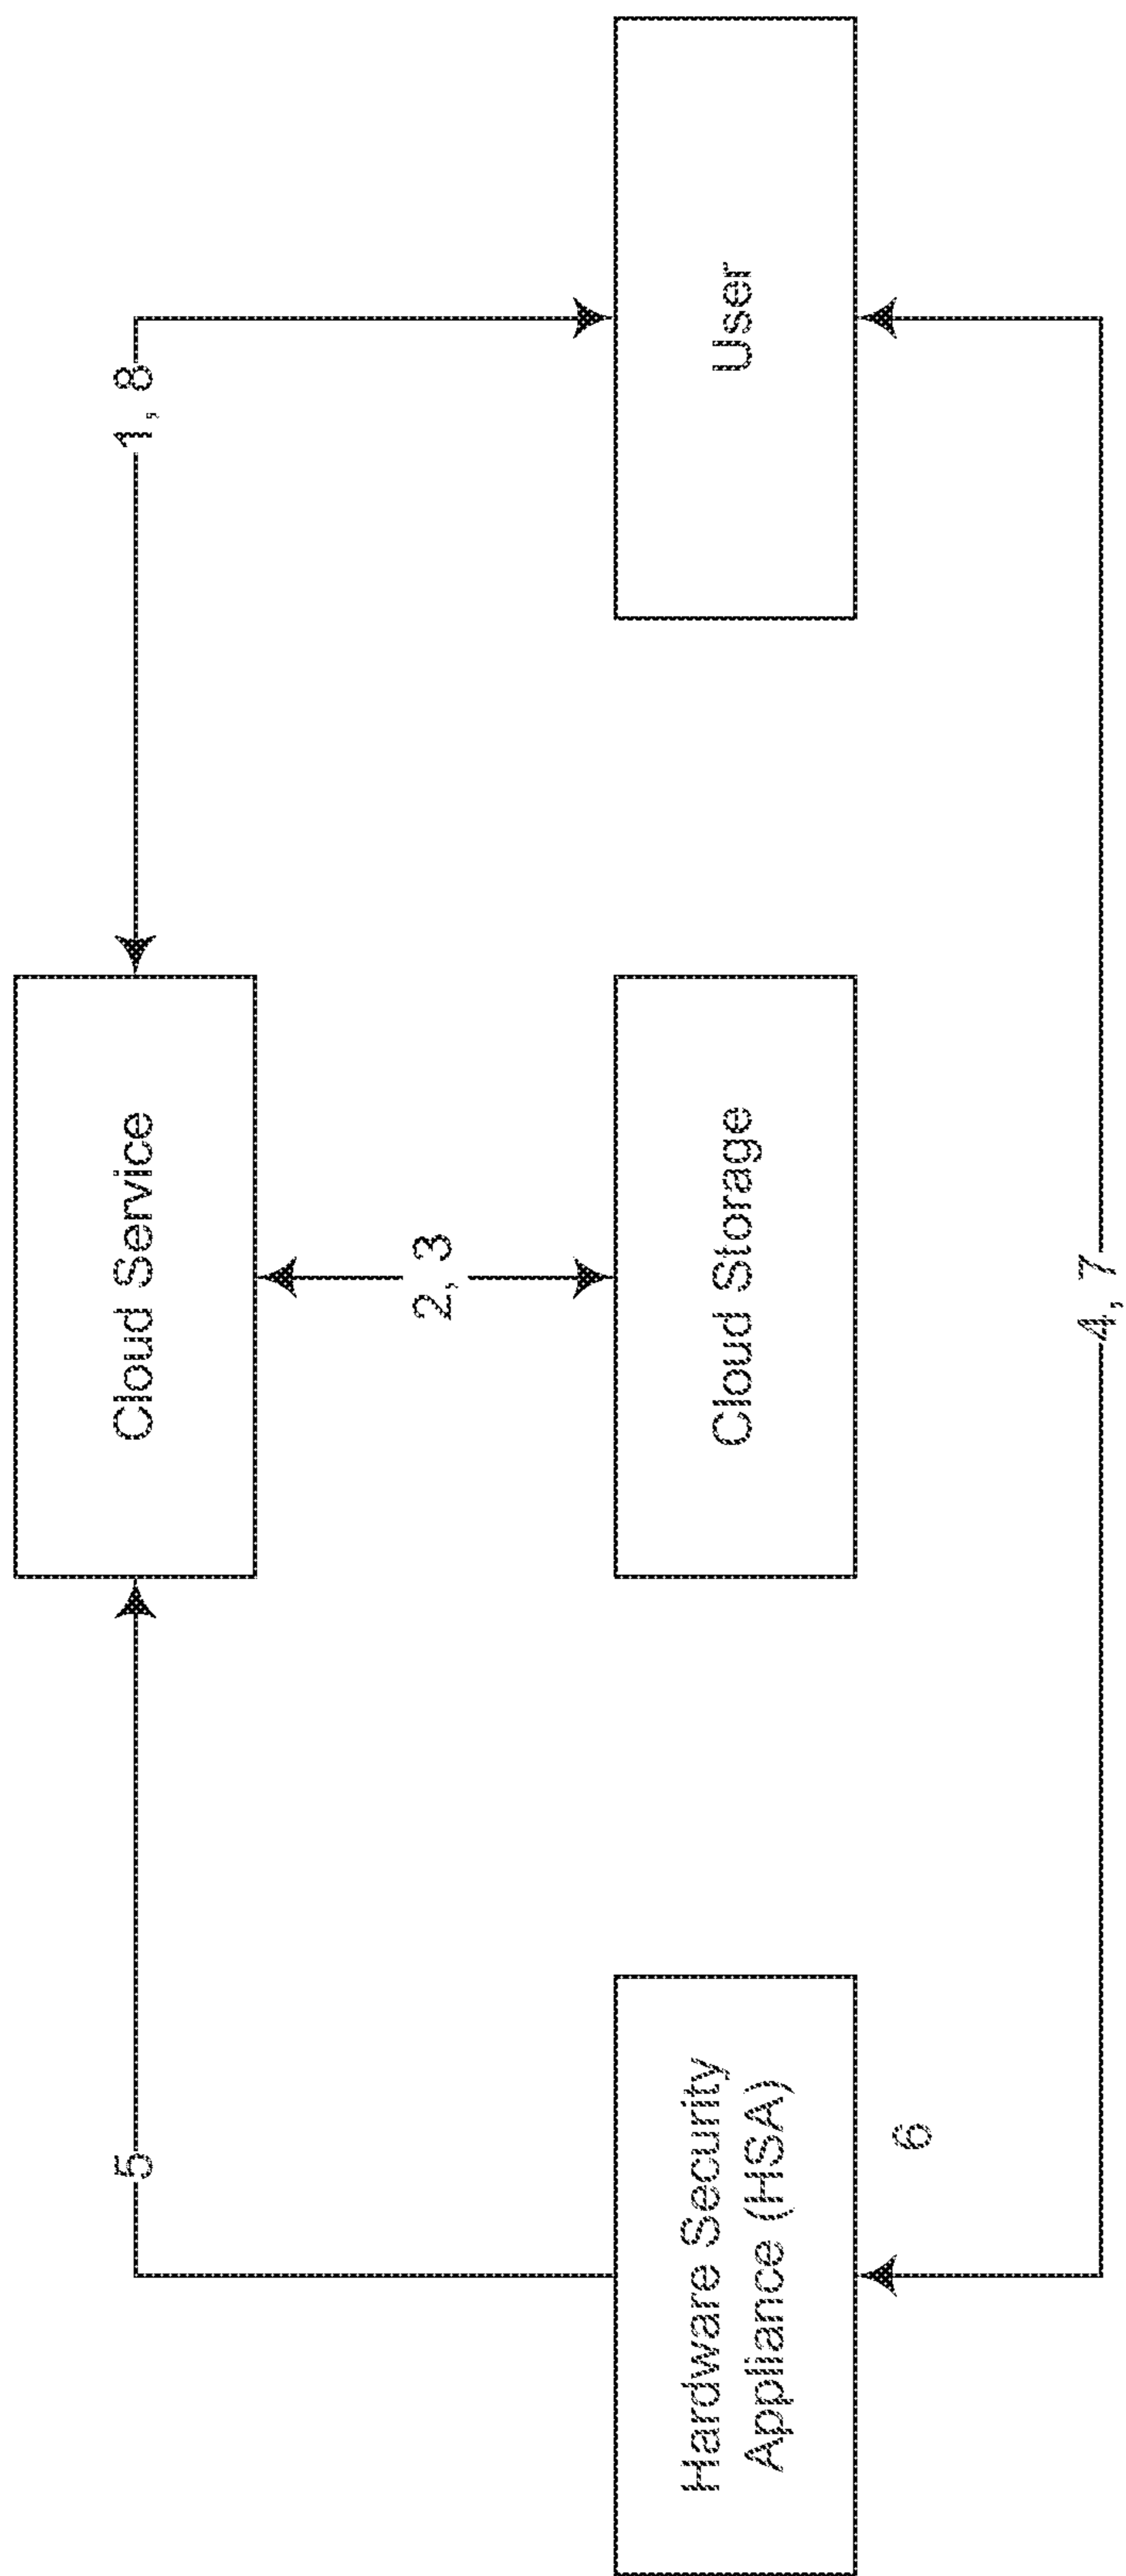 5
1, 8
Cloud Service
2, 3
Hardware Security
Appliance (HSA)
Cloud Storage
User
6
4, 7